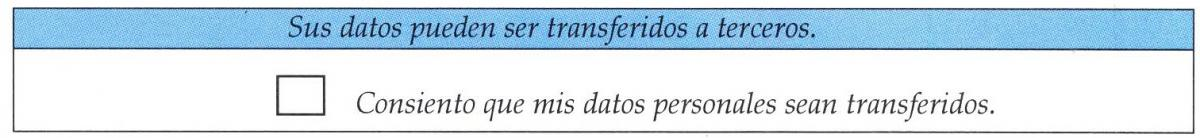 Sus datos pueden ser transferidos a terceros.
Consiento que mis datos personales sean transferidos.